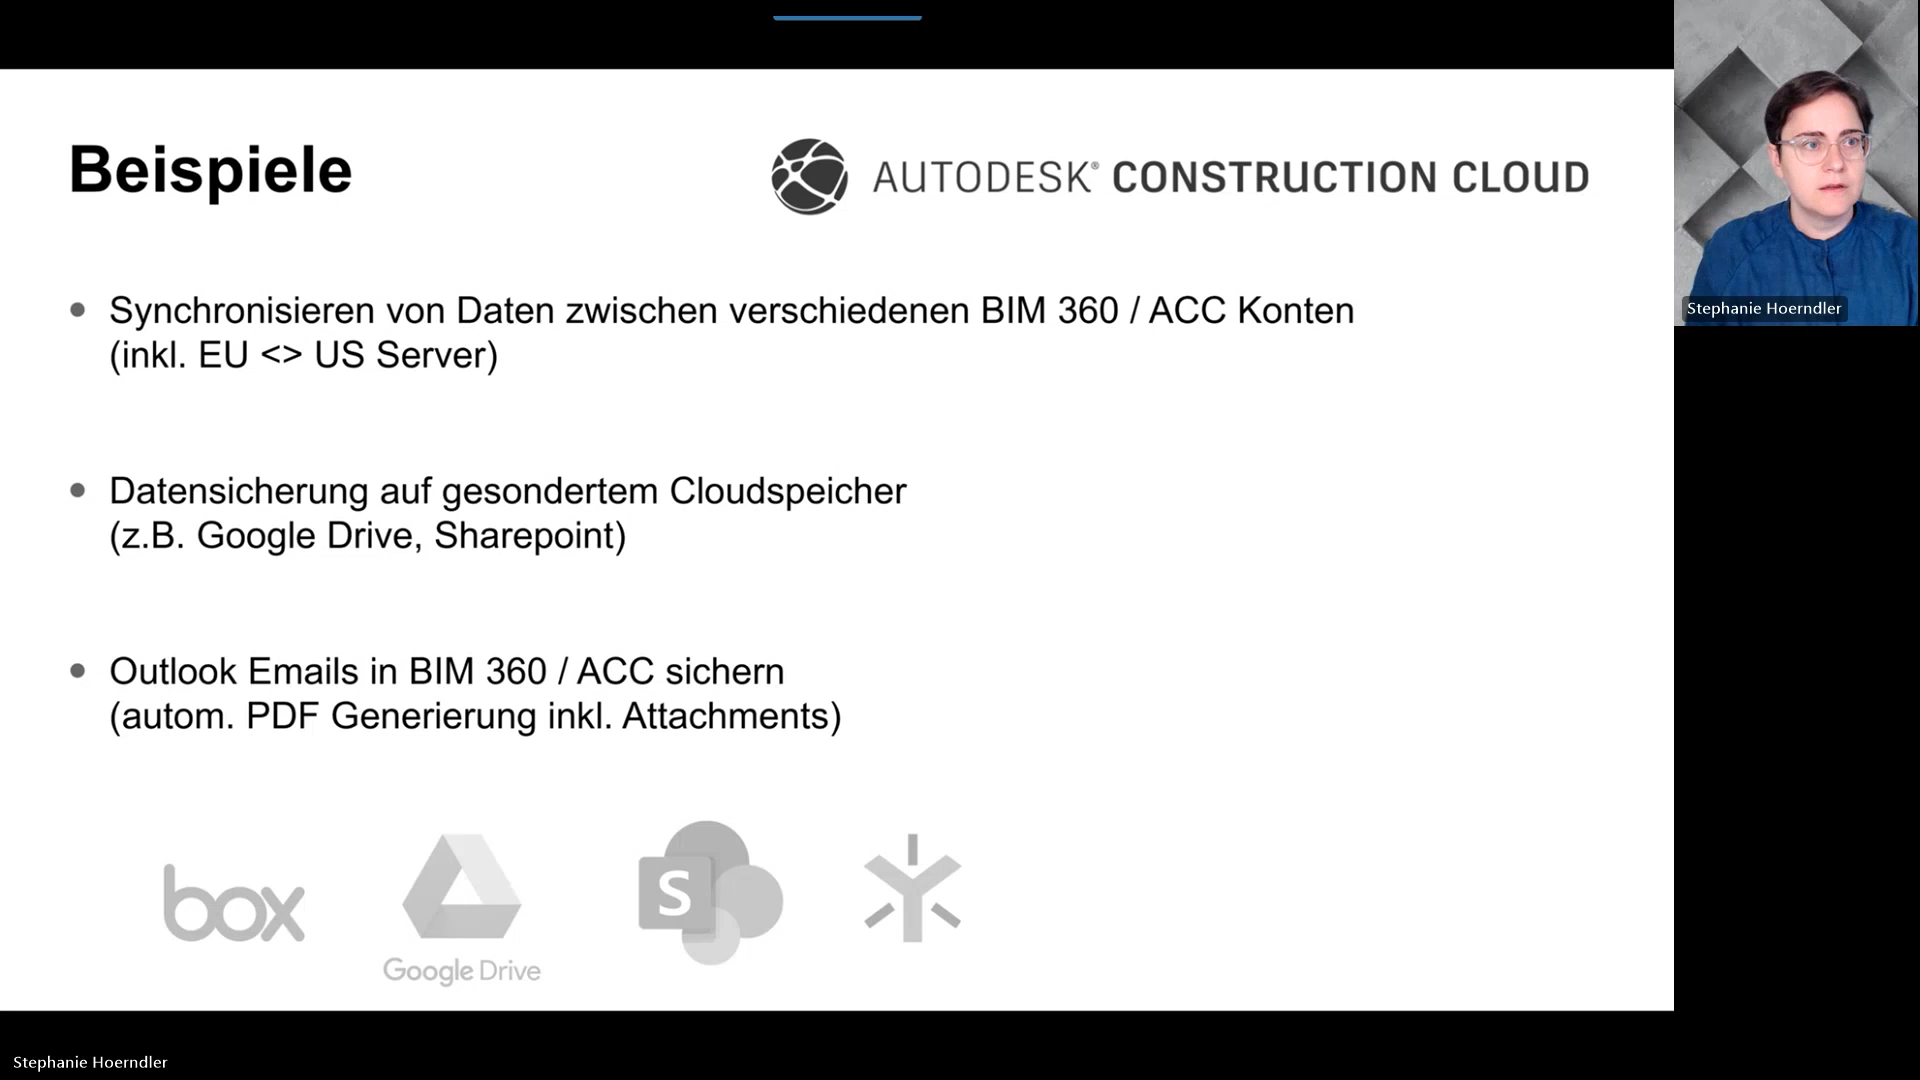 Beispiele
AUTODESK® CONSTRUCTION CLOUD
• Synchronisieren von Daten zwischen verschiedenen BIM 360 / ACC Konten
(inkl. EU <> US Server)
• Datensicherung auf gesondertem Cloudspeicher
(z.B. Google Drive, Sharepoint)
• Outlook Emails in BIM 360 / ACC sichern
(autom. PDF Generierung inkl. Attachments)
box
Google Drive
S
Stephanie Hoerndler
Stephanie Hoerndler